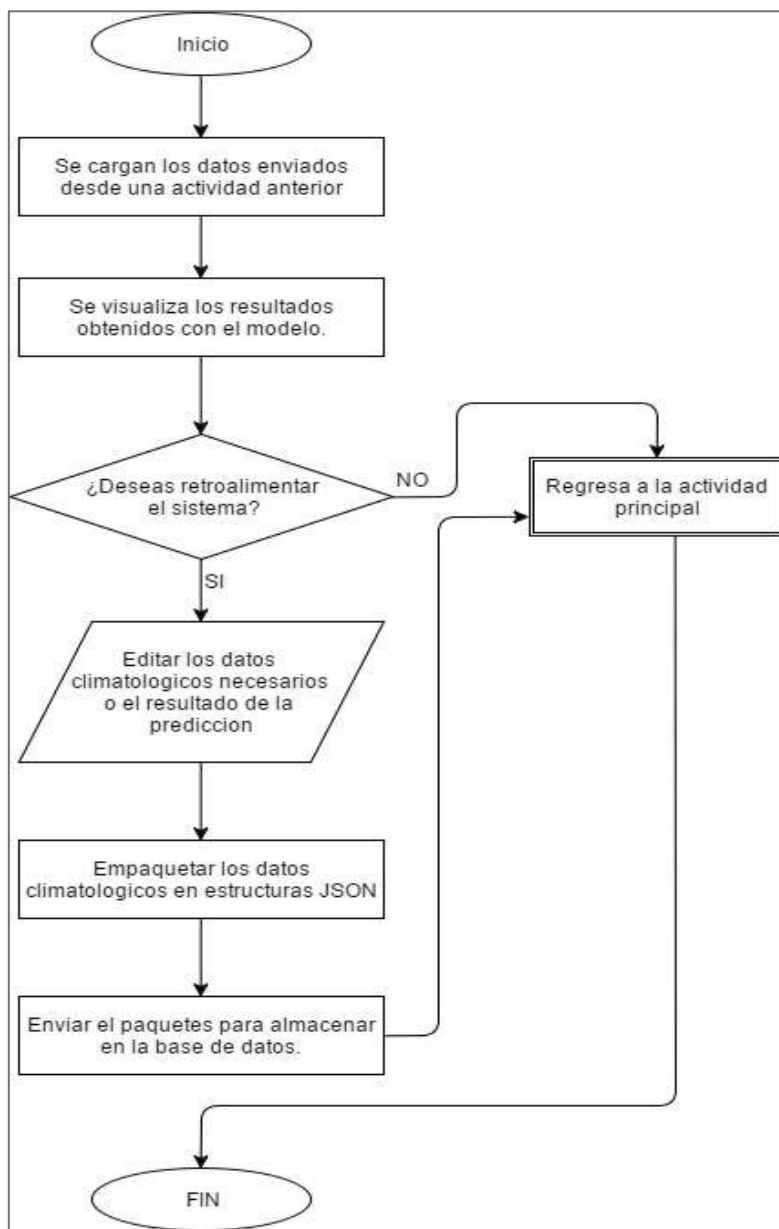 Inicio
Se cargan los datos enviados
desde una actividad anterior
Se visualiza los resultados
obtenidos con el modelo.
¿Deseas retroalimentar
el sistema?
NO
Regresa a la actividad
principal
SI
Editar los datos
climatologicos necesarios
o el resultado de la
prediccion
Empaquetar los datos
climatologicos en estructuras JSON
Enviar el paquetes para almacenar
en la base de datos.
FIN